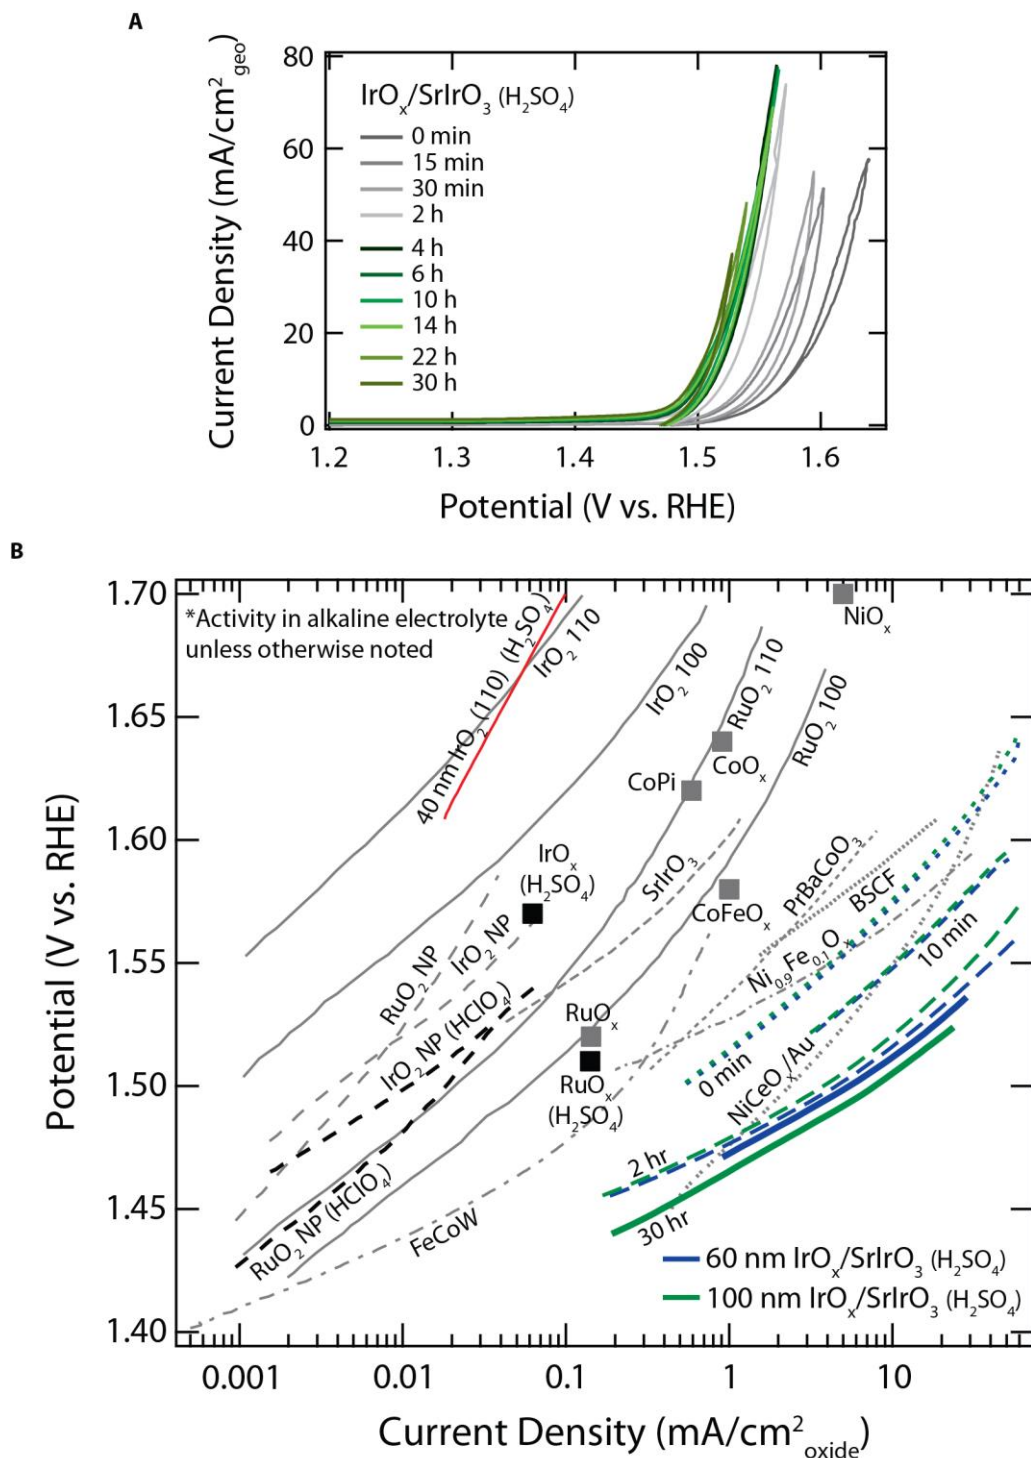 A
Current Density (mA/cm²geo)
80
60
40
20
0
IrOₓ/SrIrO₃ (H₂SO₄)
0 min
15 min
30 min
2 h
4 h
6 h
10 h
14 h
22 h
30 h
1.2 1.3 1.4 1.5 1.6
Potential (V vs. RHE)
B
Potential (V vs. RHE)
1.70
1.65
1.60
1.55
1.50
1.45
1.40
*Activity in alkaline electrolyte
unless otherwise noted
40 nm IrO₂ (110) (H₂SO₄)
IrO₂ 110
IrO₂ 100
RuO₂ 110
RuO₂ 100
NiOₓ
CoPi
CoOₓ
IrOₓ
(H₂SO₄)
SrIrO₃
CoFeOₓ
PrBaCoO₃
BSCF
RuO₂ NP
IrO₂ NP
IrO₂ NP (HClO₄)
Ni₀.₉Fe₀.₁Oₓ
10 min
RuOₓ
RuOₓ
(H₂SO₄)
0 min
NiCeOₓ/Au
RuO₂ NP (HClO₄)
FeCoW
2 hr
30 hr
60 nm IrOₓ/SrIrO₃ (H₂SO₄)
100 nm IrOₓ/SrIrO₃ (H₂SO₄)
0.001 0.01 0.1 1 10
Current Density (mA/cm²oxide)